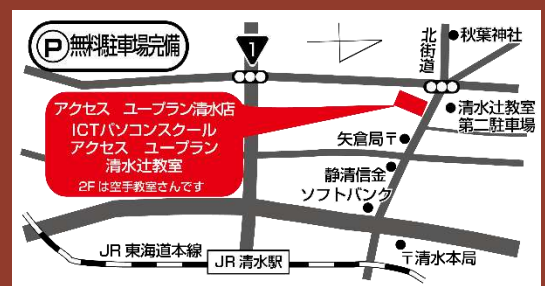 P無料駐車場完備
1
北街道
秋葉神社
アクセス ユープラン清水店
ICTパソコンスクール
アクセス ユープラン
清水辻教室
2Fは空手教室さんです
清水辻教室
第二駐車場
矢倉局〒
静清信金
ソフトバンク
JR東海道本線
JR清水駅
〒清水本局